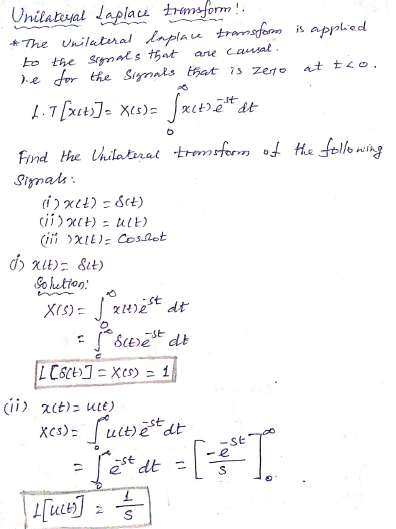 Unilateral Laplace transform!.
* The Unilateral Laplace transform is applied
to the signals that are causal.
i.e for the signals that is zero at t<0.
L.T[x(t)] = X(s) = ∫₀^∞ x(t) e^-st dt
Find the Unilateral transform of the following
Signals:
(i) x(t) = δ(t)
(ii) x(t) = u(t)
(iii) x(t) = Cosω₀t
(i) x(t) = δ(t)
Solution:
X(s) = ∫₀^∞ x(t) e^-st dt
= ∫₀^∞ δ(t) e^-st dt
L[δ(t)] = X(s) = 1
(ii) x(t) = u(t)
X(s) = ∫₀^∞ u(t) e^-st dt
= ∫₀^∞ e^-st dt = [-e^-st / s]₀^∞
L[u(t)] = 1/s